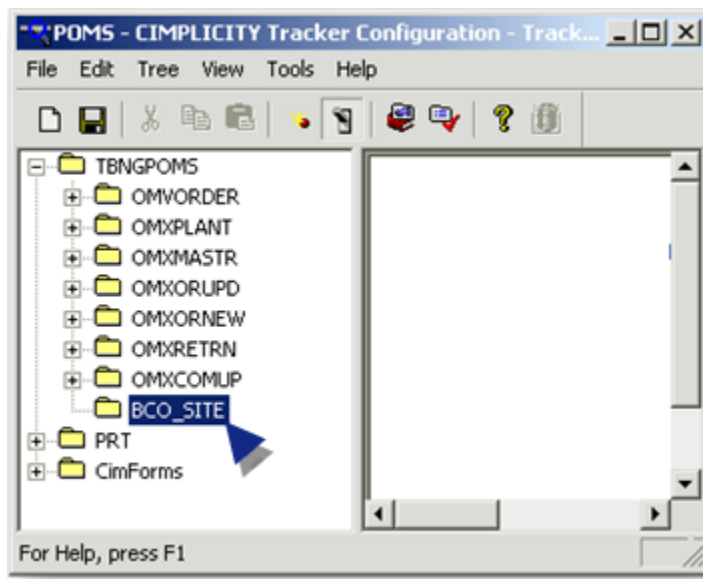 POMS - CIMPLICITY Tracker Configuration - Track...
File Edit Tree View Tools Help
TBNGPOMS
OMVORDER
OMXPLANT
OMXMASTR
OMXORUPD
OMXORNEW
OMXRETRN
OMXCOMUP
BCO_SITE
PRT
CimForms
For Help, press F1